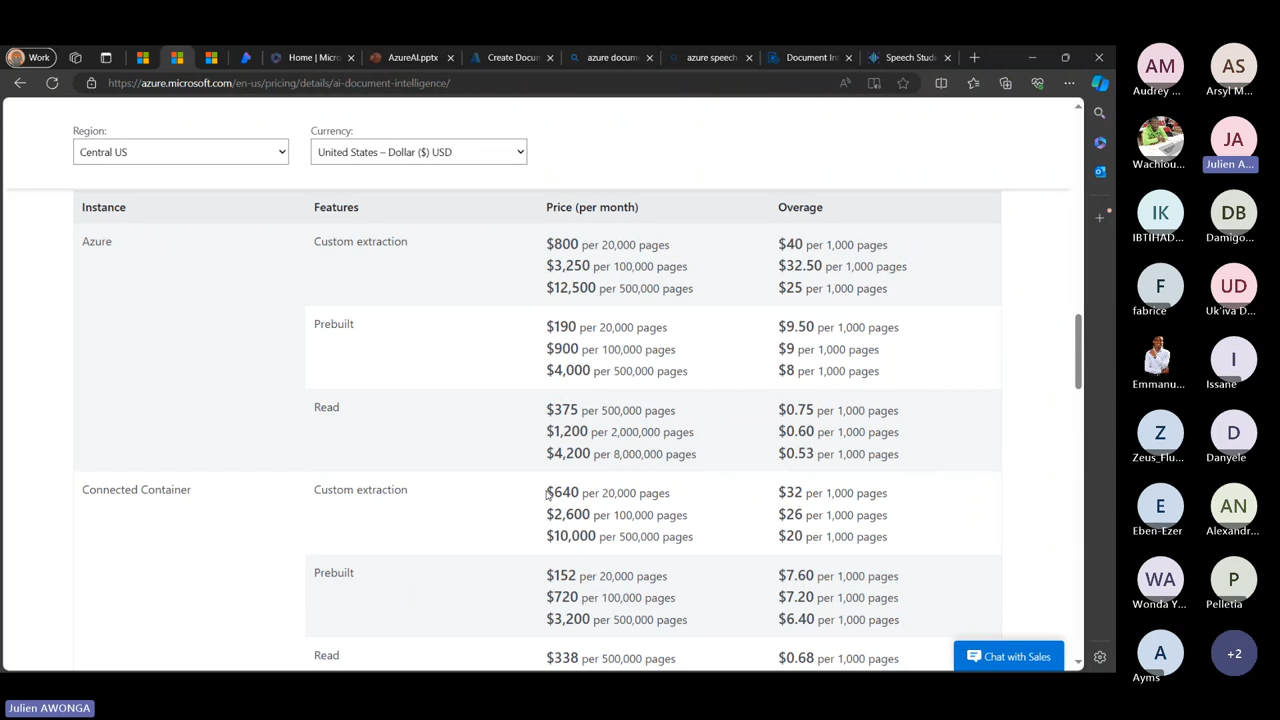 Work
Home | Micro
AzureAI.pptx
Create Docu
azure docum
azure speech
Document In
Speech Studi
https://azure.microsoft.com/en-us/pricing/details/ai-document-intelligence/
Region:
Currency:
Central US
United States – Dollar ($) USD
Instance
Features
Price (per month)
Overage
Azure
Custom extraction
$800 per 20,000 pages
$40 per 1,000 pages
$3,250 per 100,000 pages
$32.50 per 1,000 pages
$12,500 per 500,000 pages
$25 per 1,000 pages
Prebuilt
$190 per 20,000 pages
$9.50 per 1,000 pages
$900 per 100,000 pages
$9 per 1,000 pages
$4,000 per 500,000 pages
$8 per 1,000 pages
Read
$375 per 500,000 pages
$0.75 per 1,000 pages
$1,200 per 2,000,000 pages
$0.60 per 1,000 pages
$4,200 per 8,000,000 pages
$0.53 per 1,000 pages
Connected Container
Custom extraction
$640 per 20,000 pages
$32 per 1,000 pages
$2,600 per 100,000 pages
$26 per 1,000 pages
$10,000 per 500,000 pages
$20 per 1,000 pages
Prebuilt
$152 per 20,000 pages
$7.60 per 1,000 pages
$720 per 100,000 pages
$7.20 per 1,000 pages
$3,200 per 500,000 pages
$6.40 per 1,000 pages
Read
$338 per 500,000 pages
$0.68 per 1,000 pages
Chat with Sales
AM
Audrey ...
AS
Arsyl M...
Wachiou...
JA
Julien A...
IK
IBTIHAD...
DB
Damigo...
F
fabrice
UD
Uk'iva D...
Emmanu...
I
Issane
Z
Zeus_Flu...
D
Danyele
E
Eben-Ezer
AN
Alexandr...
WA
Wonda Y...
P
Pelletia
A
Ayms
+2
Julien AWONGA